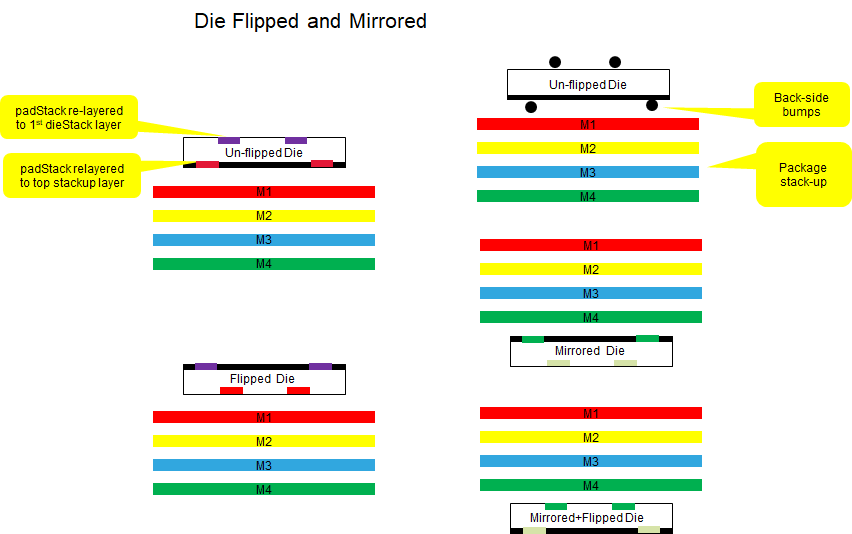 Die Flipped and Mirrored
padStack re-layered
to 1st dieStack layer
Un-flipped Die
padStack relayered
to top stackup layer
M1
M2
M3
M4
Flipped Die
M1
M2
M3
M4
Un-flipped Die
Back-side
bumps
M1
M2
M3
M4
Package
stack-up
M1
M2
M3
M4
Mirrored Die
M1
M2
M3
M4
Mirrored+Flipped Die